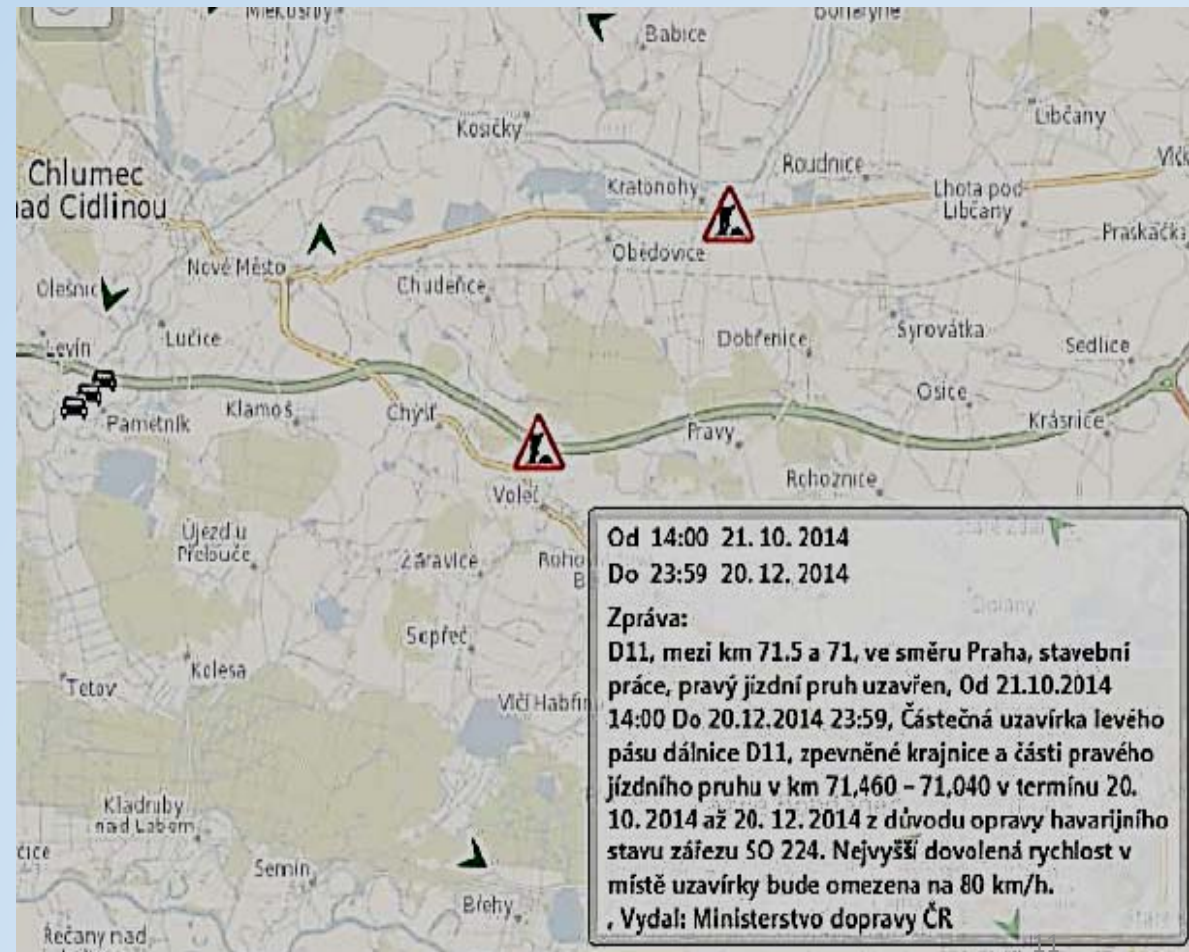 Babice
Kosičky
Libčany
Chlumec
nad Cidlinou
Roudnice
Kratonohy
Lhota pod
Libčany
Praskačka
Obědovice
Nové Město
Olešnic
Chudeřice
Lučice
Levín
Dobřenice
Syrovátka
Sedlice
Osice
Klamoš
Chýšť
Pamětník
Krásnice
Pravy
Rohoznice
Voleč
Újezd u
Přelouče
Žáravice
Sopřeč
Kolesa
Tetov
Vlčí Habřin
Kladruby
nad Labem
Semín
Břehy
Řečany nad
Od 14:00 21. 10. 2014
Do 23:59 20. 12. 2014
Zpráva:
D11, mezi km 71.5 a 71, ve směru Praha, stavební
práce, pravý jízdní pruh uzavřen, Od 21.10.2014
14:00 Do 20.12.2014 23:59, Částečná uzavírka levého
pásu dálnice D11, zpevněné krajnice a části pravého
jízdního pruhu v km 71,460 – 71,040 v termínu 20.
10. 2014 až 20. 12. 2014 z důvodu opravy havarijního
stavu zářezu SO 224. Nejvyšší dovolená rychlost v
místě uzavírky bude omezena na 80 km/h.
, Vydal: Ministerstvo dopravy ČR